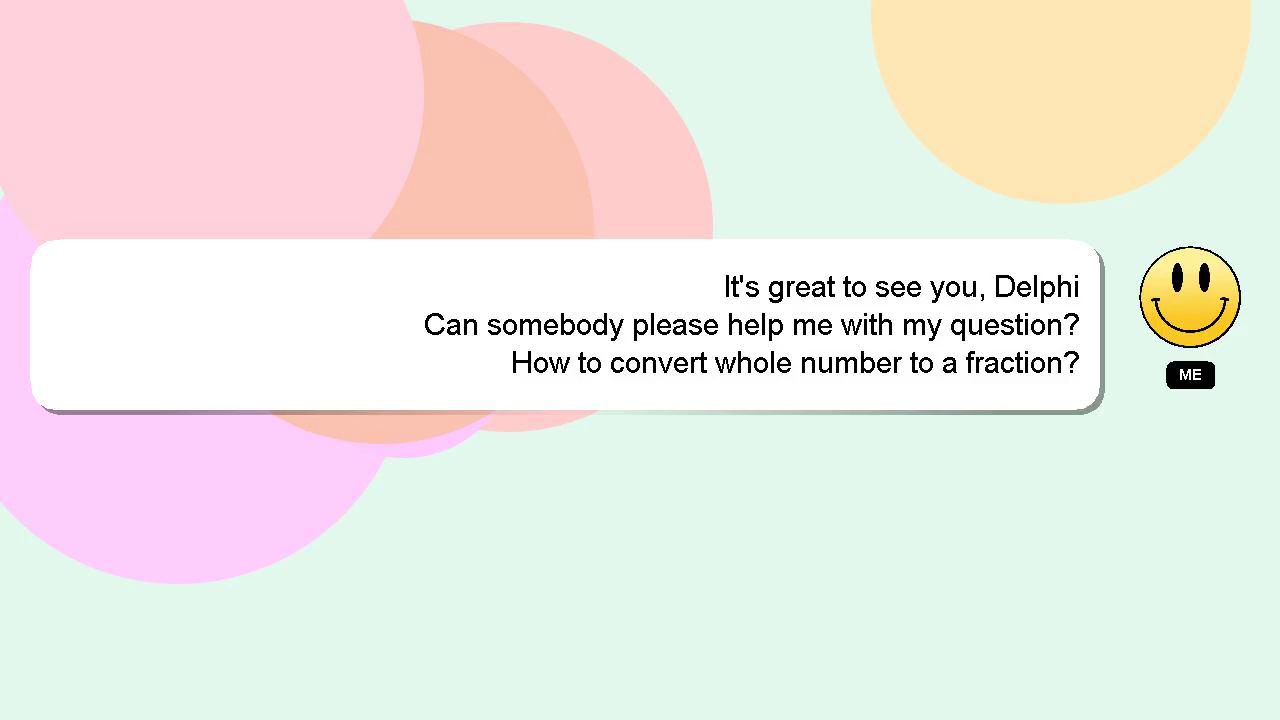 It's great to see you, Delphi
Can somebody please help me with my question?
How to convert whole number to a fraction?
ME